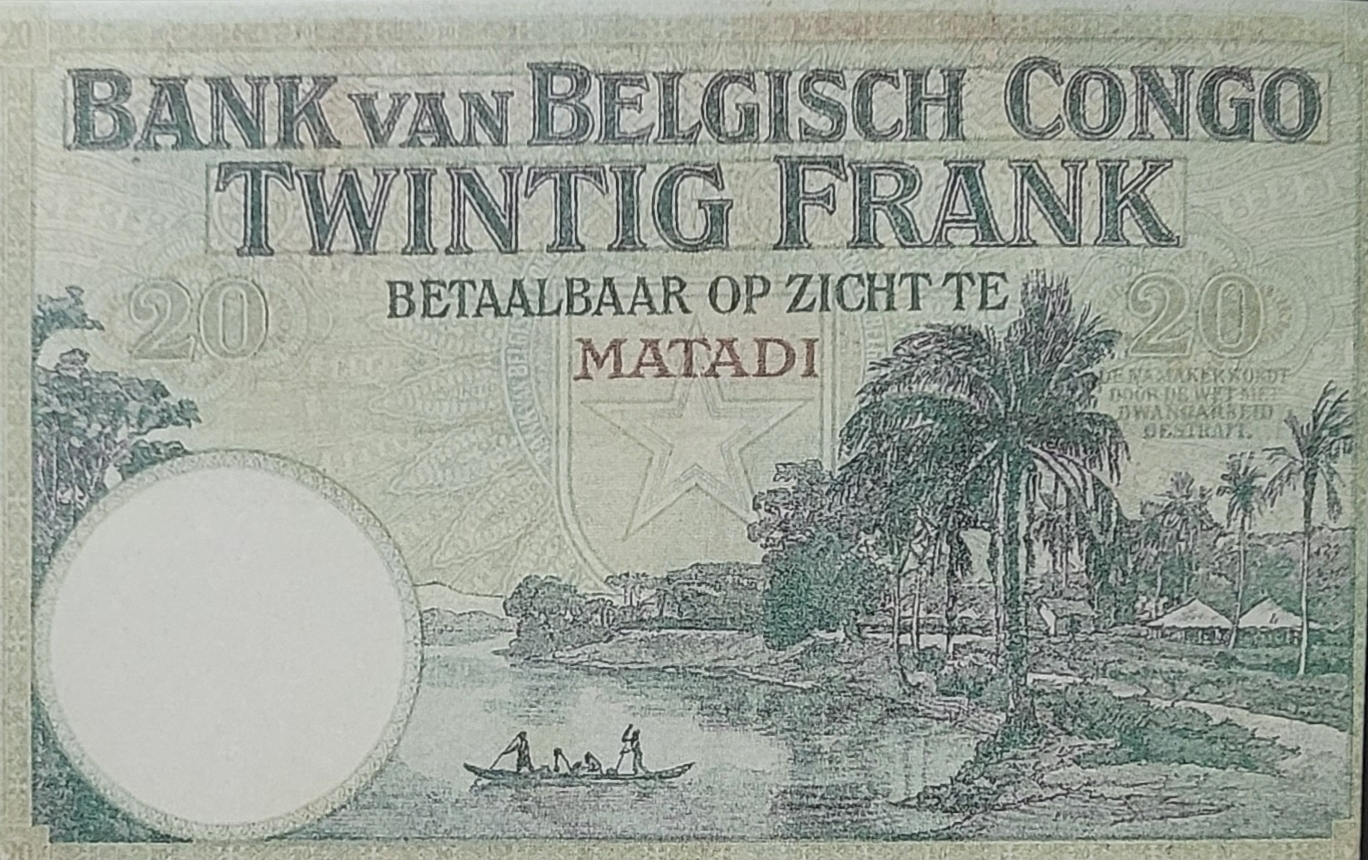 BANK VAN BELGISCH CONGO
TWINTIG FRANK
20
20
BETAALBAAR OP ZICHT TE
MATADI
DE NAMAKER WORDT
DOOR DE WET MET
DWANGARBEID
GESTRAFT.